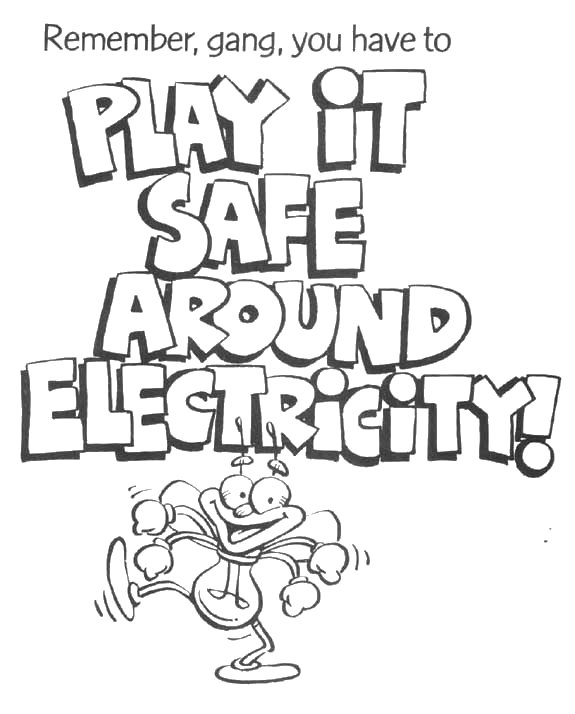 Remember, gang, you have to
PLAY iT
SAFE
AROUND
ELECTRiCiTY!